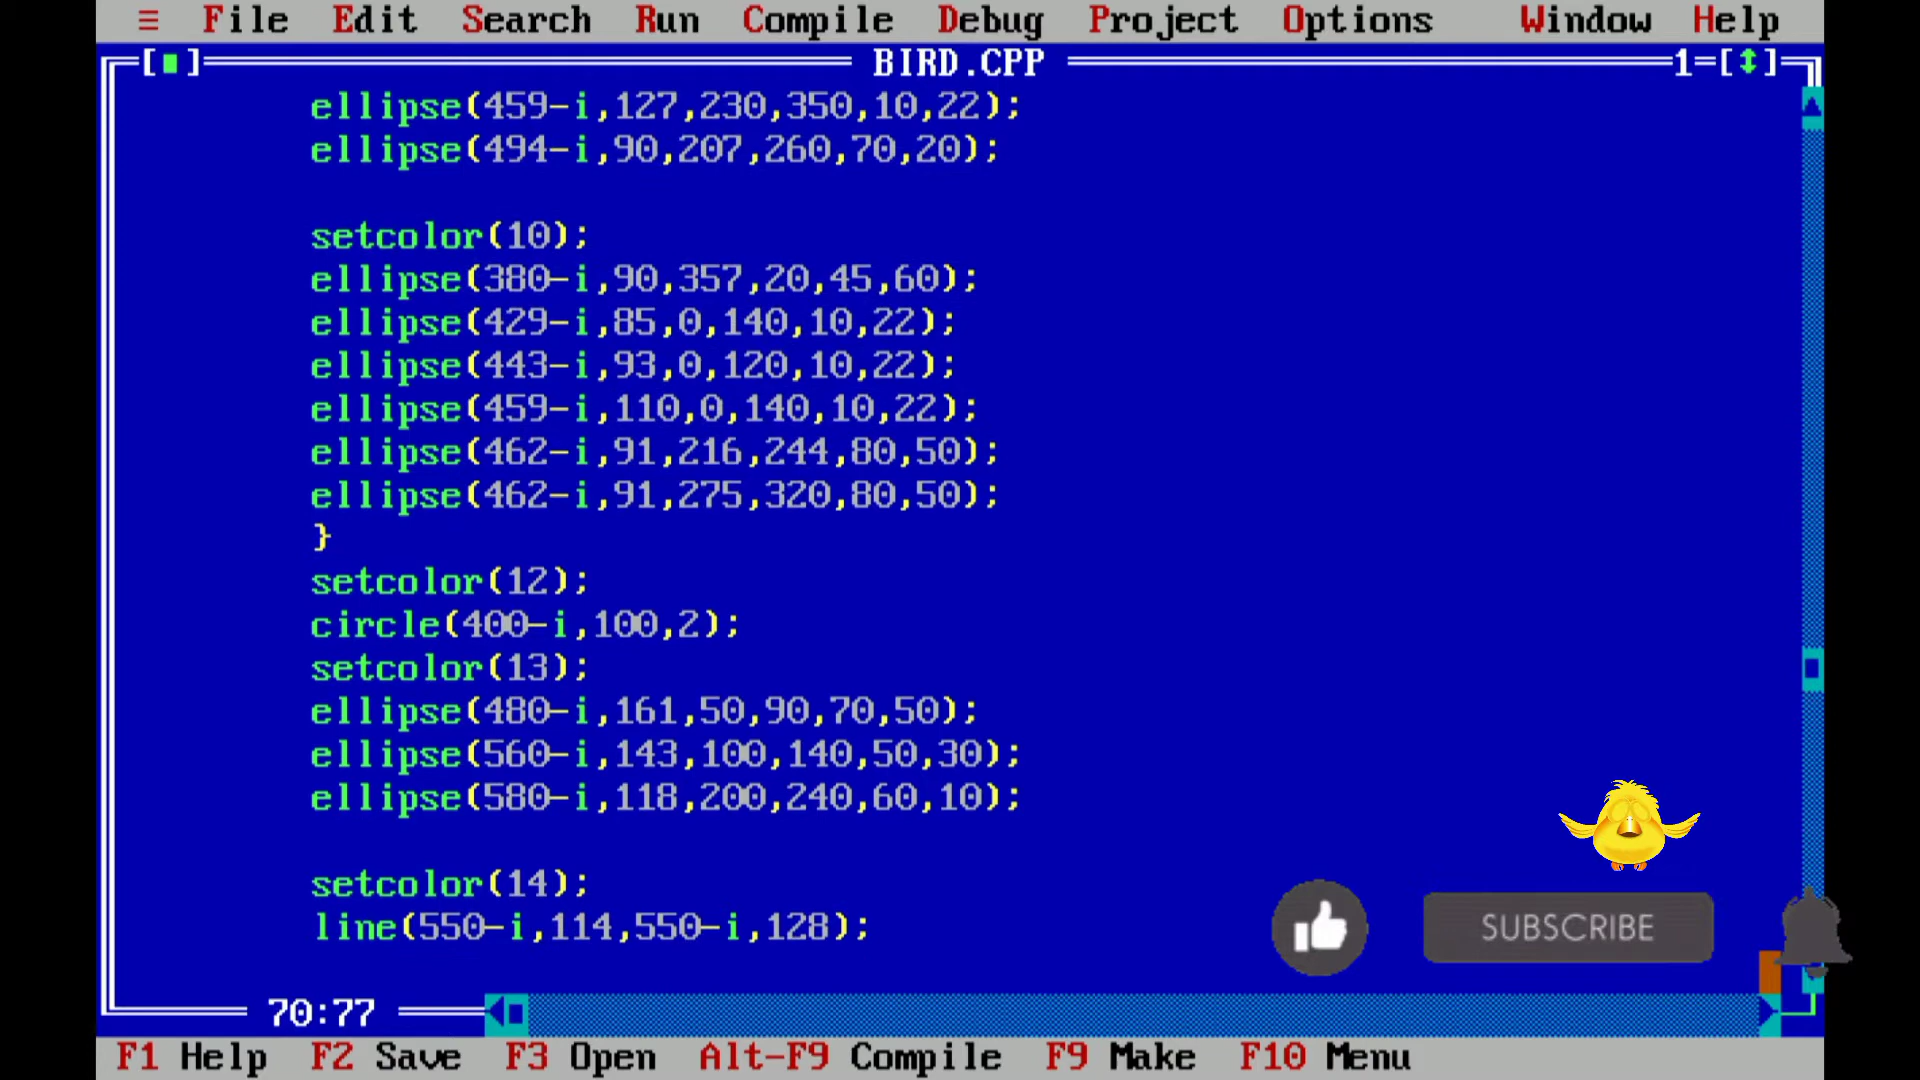 ≡ File Edit Search Run Compile Debug Project Options Window Help
[■] BIRD.CPP 1=[↕]
ellipse(459-i,127,230,350,10,22);
ellipse(494-i,90,207,260,70,20);
setcolor(10);
ellipse(380-i,90,357,20,45,60);
ellipse(429-i,85,0,140,10,22);
ellipse(443-i,93,0,120,10,22);
ellipse(459-i,110,0,140,10,22);
ellipse(462-i,91,216,244,80,50);
ellipse(462-i,91,275,320,80,50);
}
setcolor(12);
circle(400-i,100,2);
setcolor(13);
ellipse(480-i,161,50,90,70,50);
ellipse(560-i,143,100,140,50,30);
ellipse(580-i,118,200,240,60,10);
setcolor(14);
line(550-i,114,550-i,128);
SUBSCRIBE
70:77
F1 Help F2 Save F3 Open Alt-F9 Compile F9 Make F10 Menu